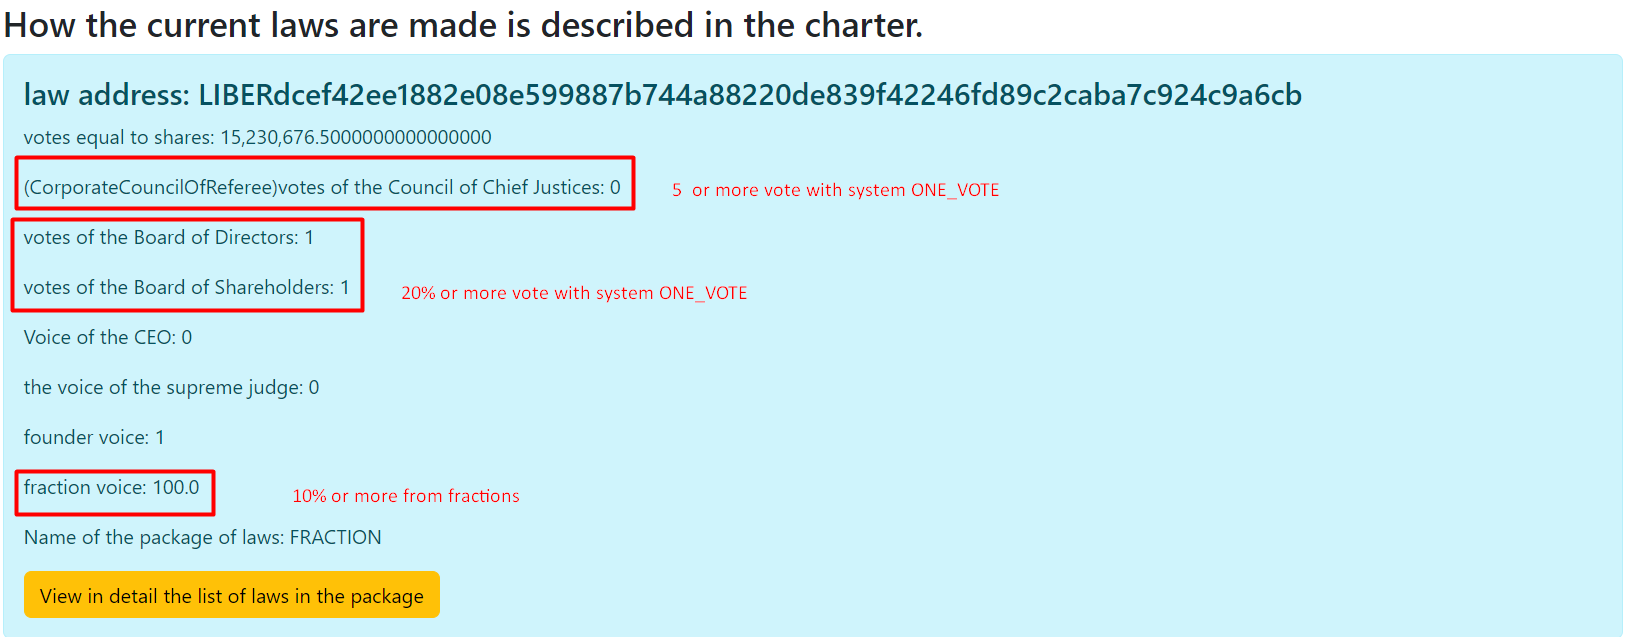 How the current laws are made is described in the charter.
law address: LIBERdcef42ee1882e08e599887b744a88220de839f42246fd89c2caba7c924c9a6cb
votes equal to shares: 15,230,676.5000000000000000
(CorporateCouncilOfReferee)votes of the Council of Chief Justices: 0
5 or more vote with system ONE_VOTE
votes of the Board of Directors: 1
votes of the Board of Shareholders: 1
20% or more vote with system ONE_VOTE
Voice of the CEO: 0
the voice of the supreme judge: 0
founder voice: 1
fraction voice: 100.0
10% or more from fractions
Name of the package of laws: FRACTION
View in detail the list of laws in the package